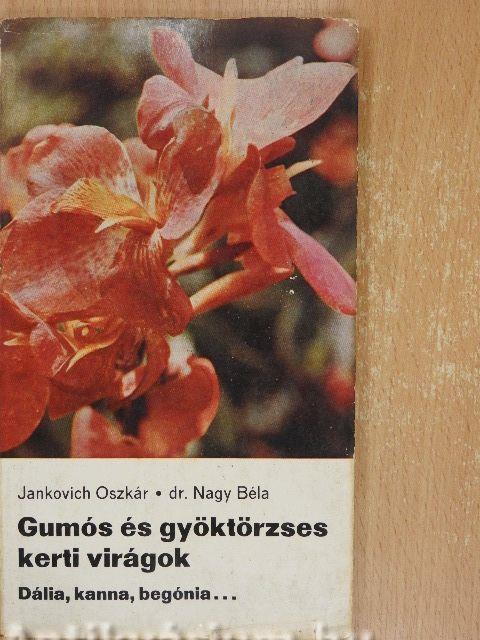 Jankovich Oszkár • dr. Nagy Béla
Gumós és gyöktörzses
kerti virágok
Dália, kanna, begónia...